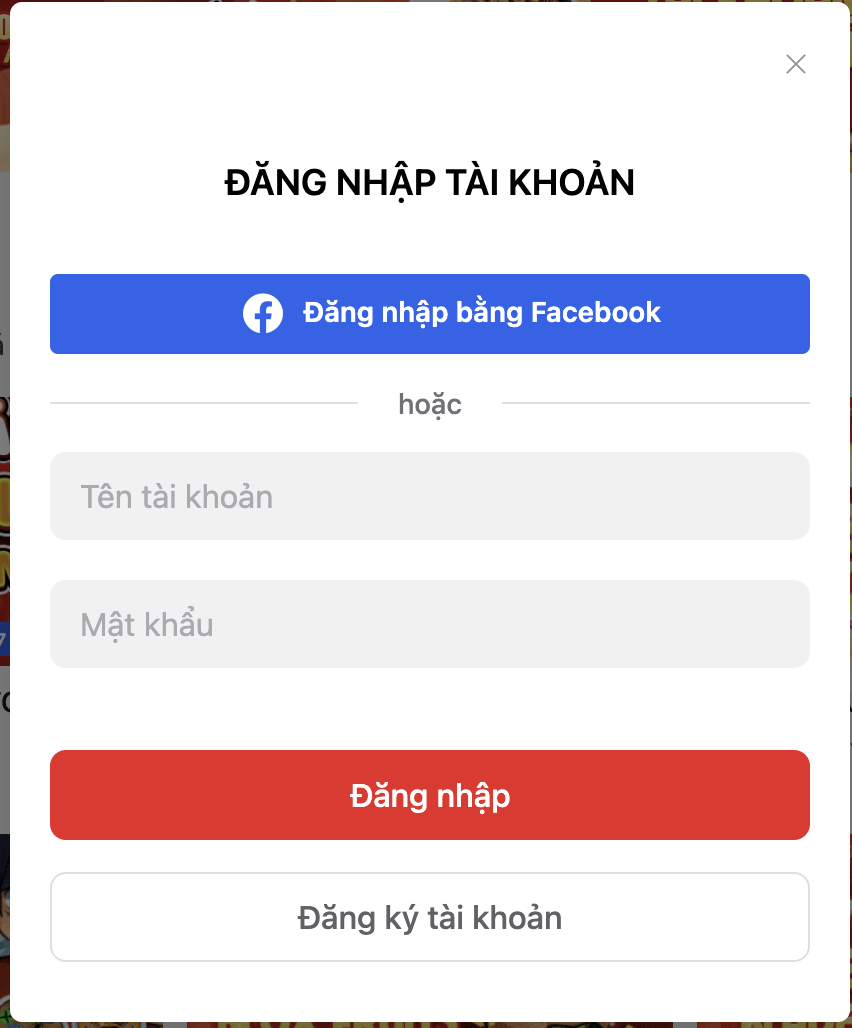 ĐĂNG NHẬP TÀI KHOẢN
Đăng nhập bằng Facebook
hoặc
Tên tài khoản
Mật khẩu
Đăng nhập
Đăng ký tài khoản